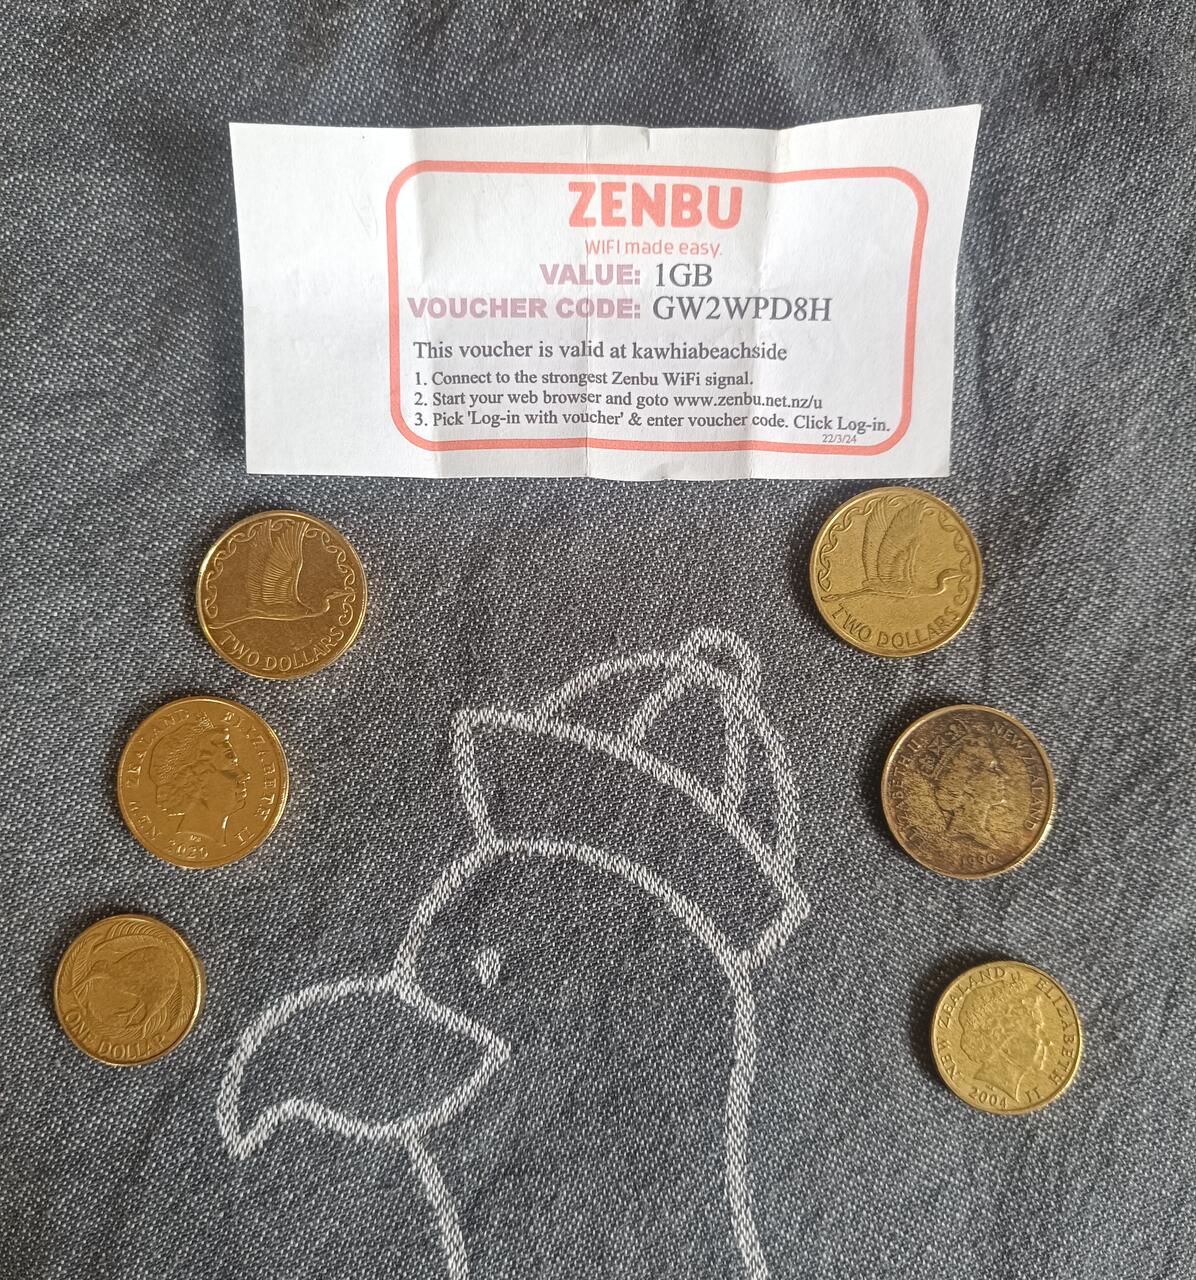 ZENBU
WIFI made easy.
VALUE: 1GB
VOUCHER CODE: GW2WPD8H
This voucher is valid at kawhiabeachside
1. Connect to the strongest Zenbu WiFi signal.
2. Start your web browser and goto www.zenbu.net.nz/u
3. Pick 'Log-in with voucher' & enter voucher code. Click Log-in.
22/3/24
TWO DOLLARS
TWO DOLLARS
NEW ZEALAND ELIZABETH II
2020
ELIZABETH II NEW ZEALAND
1990
ONE DOLLAR
NEW ZEALAND ELIZABETH II
2004